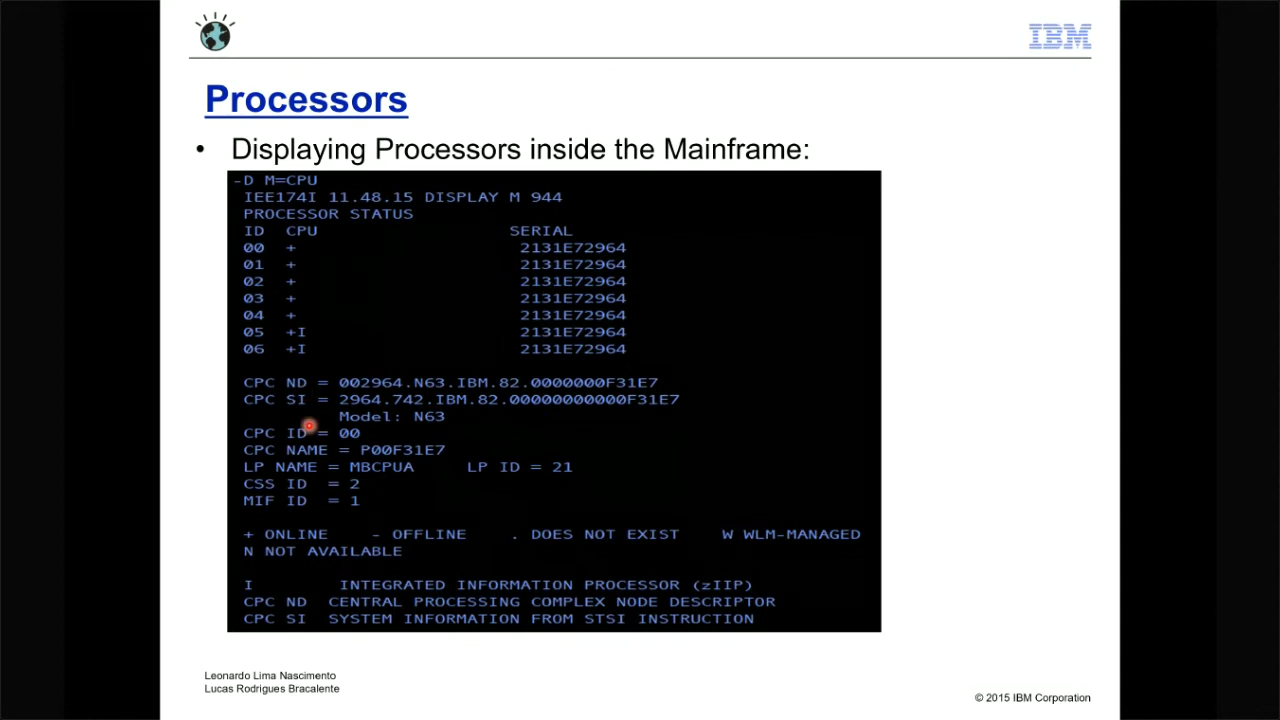 IBM
Processors
• Displaying Processors inside the Mainframe:
-D M=CPU
IEE174I 11.48.15 DISPLAY M 944
PROCESSOR STATUS
ID CPU SERIAL
00 + 2131E72964
01 + 2131E72964
02 + 2131E72964
03 + 2131E72964
04 + 2131E72964
05 +I 2131E72964
06 +I 2131E72964
CPC ND = 002964.N63.IBM.82.0000000F31E7
CPC SI = 2964.742.IBM.82.00000000000F31E7
Model: N63
CPC ID = 00
CPC NAME = P00F31E7
LP NAME = MBCPUA LP ID = 21
CSS ID = 2
MIF ID = 1
+ ONLINE - OFFLINE . DOES NOT EXIST W WLM-MANAGED
N NOT AVAILABLE
I INTEGRATED INFORMATION PROCESSOR (zIIP)
CPC ND CENTRAL PROCESSING COMPLEX NODE DESCRIPTOR
CPC SI SYSTEM INFORMATION FROM STSI INSTRUCTION
Leonardo Lima Nascimento
Lucas Rodrigues Bracalente
© 2015 IBM Corporation